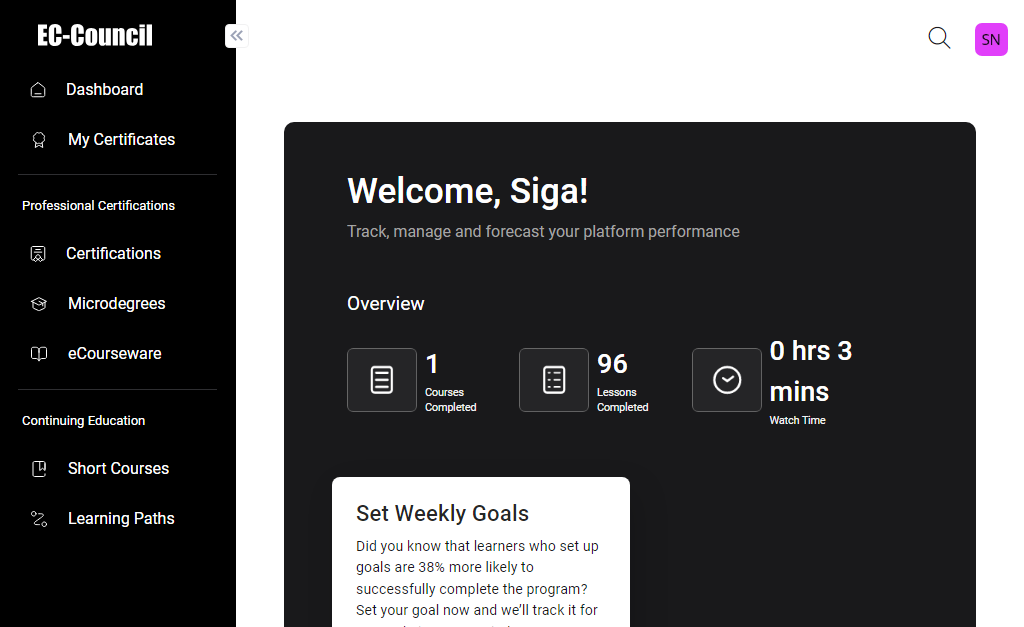 EC-Council
SN
Dashboard
My Certificates
Professional Certifications
Certifications
Microdegrees
eCourseware
Continuing Education
Short Courses
Learning Paths
Welcome, Siga!
Track, manage and forecast your platform performance
Overview
1
Courses
Completed
96
Lessons
Completed
0 hrs 3
mins
Watch Time
Set Weekly Goals
Did you know that learners who set up
goals are 38% more likely to
successfully complete the program?
Set your goal now and we’ll track it for